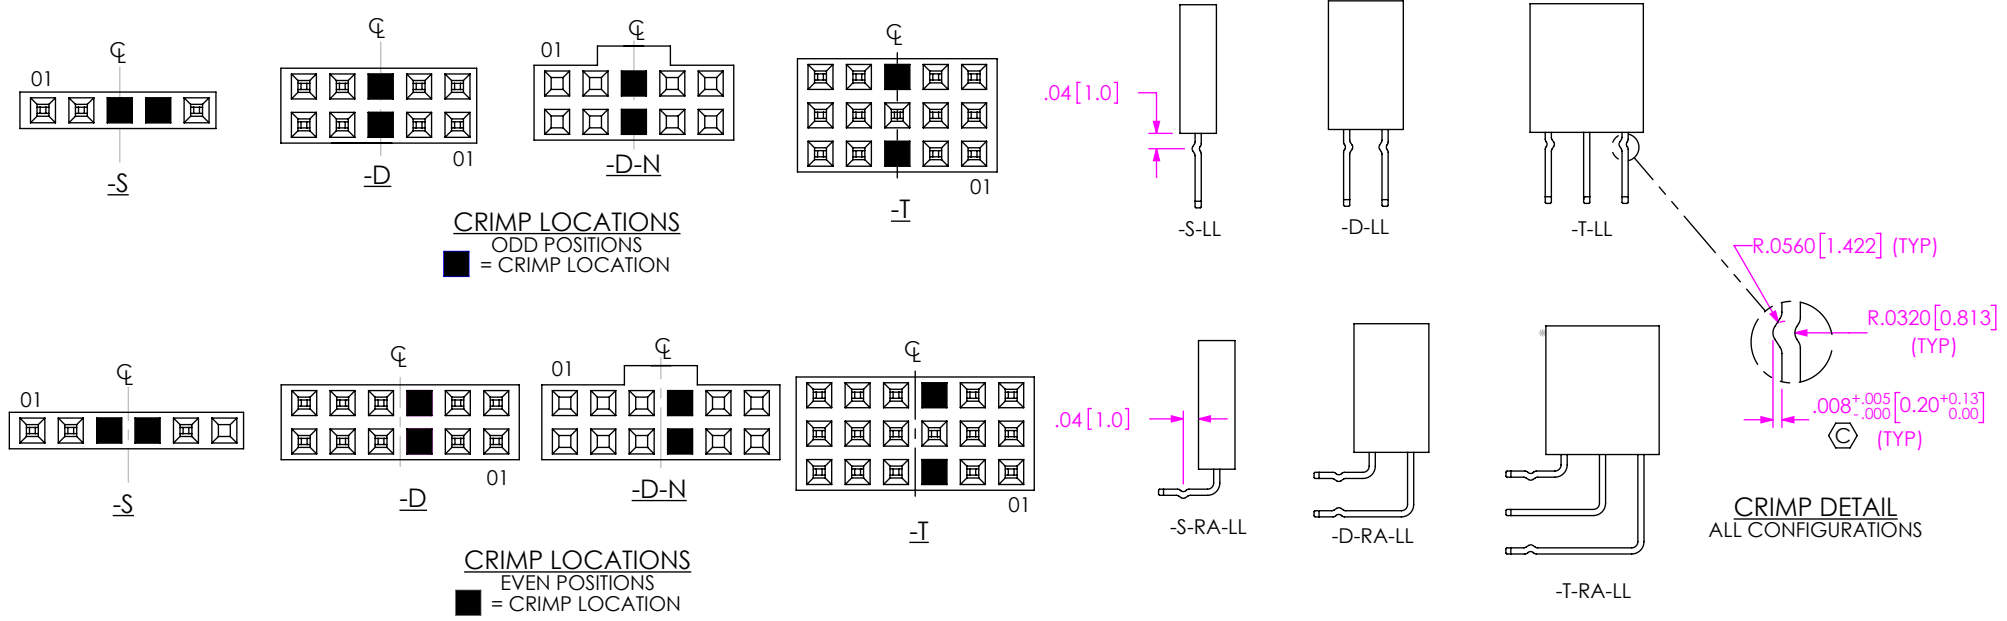 ℄
01
-S
℄
01
-D
℄
01
-D-N
℄
01
-T
CRIMP LOCATIONS
ODD POSITIONS
= CRIMP LOCATION
.04[1.0]
-S-LL
-D-LL
-T-LL
R.0560[1.422] (TYP)
R.0320[0.813]
(TYP)
.008 +.005 -.000 [0.20 +0.13 0.00]
C (TYP)
CRIMP DETAIL
ALL CONFIGURATIONS
℄
01
-S
℄
01
-D
℄
01
-D-N
℄
01
-T
CRIMP LOCATIONS
EVEN POSITIONS
= CRIMP LOCATION
.04[1.0]
-S-RA-LL
-D-RA-LL
-T-RA-LL